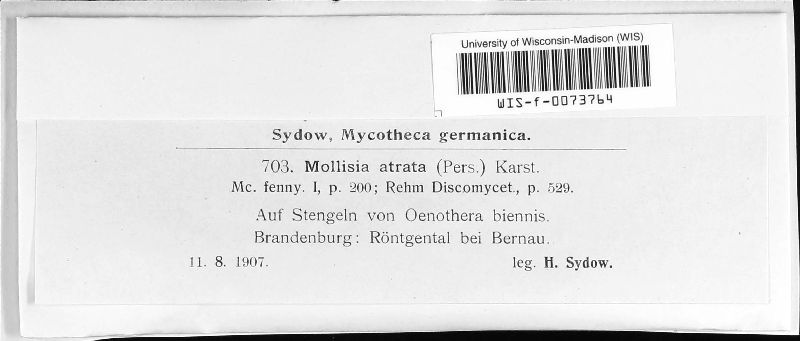 University of Wisconsin-Madison (WIS)
WIS-f-0073764
Sydow, Mycotheca germanica.
703. Mollisia atrata (Pers.) Karst.
Mc. fenny. I, p. 200; Rehm Discomycet., p. 529.
Auf Stengeln von Oenothera biennis.
Brandenburg: Röntgental bei Bernau.
11. 8. 1907. leg. H. Sydow.